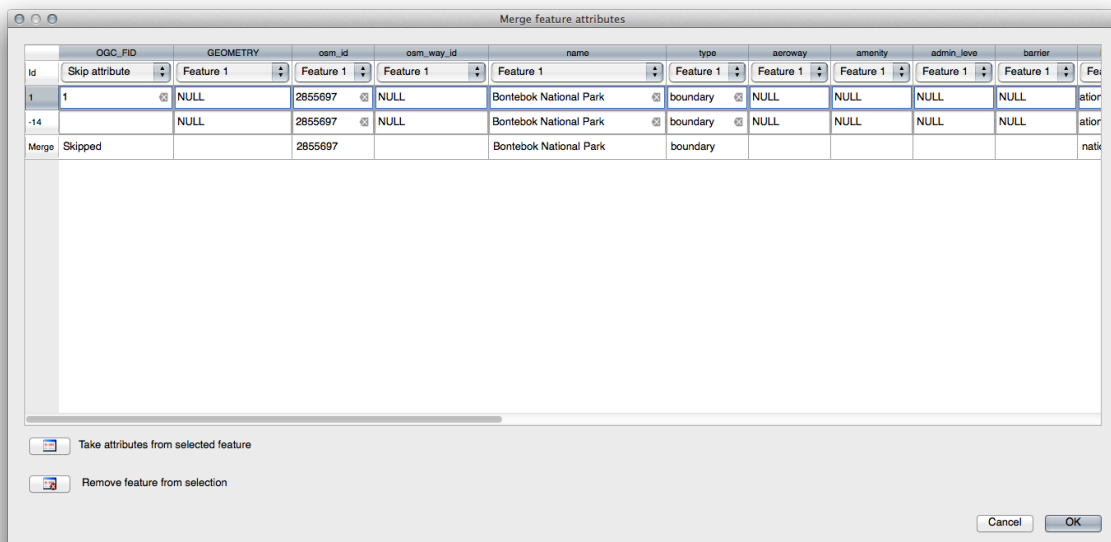 Merge feature attributes
OGC_FID GEOMETRY osm_id osm_way_id name type aeroway amenity admin_leve barrier
Id Skip attribute Feature 1 Feature 1 Feature 1 Feature 1 Feature 1 Feature 1 Feature 1 Feature 1 Feature 1 Fea
1 1 NULL 2855697 NULL Bontebok National Park boundary NULL NULL NULL NULL ation
-14 NULL 2855697 NULL Bontebok National Park boundary NULL NULL NULL NULL ation
Merge Skipped 2855697 Bontebok National Park boundary natio
Take attributes from selected feature
Remove feature from selection
Cancel OK